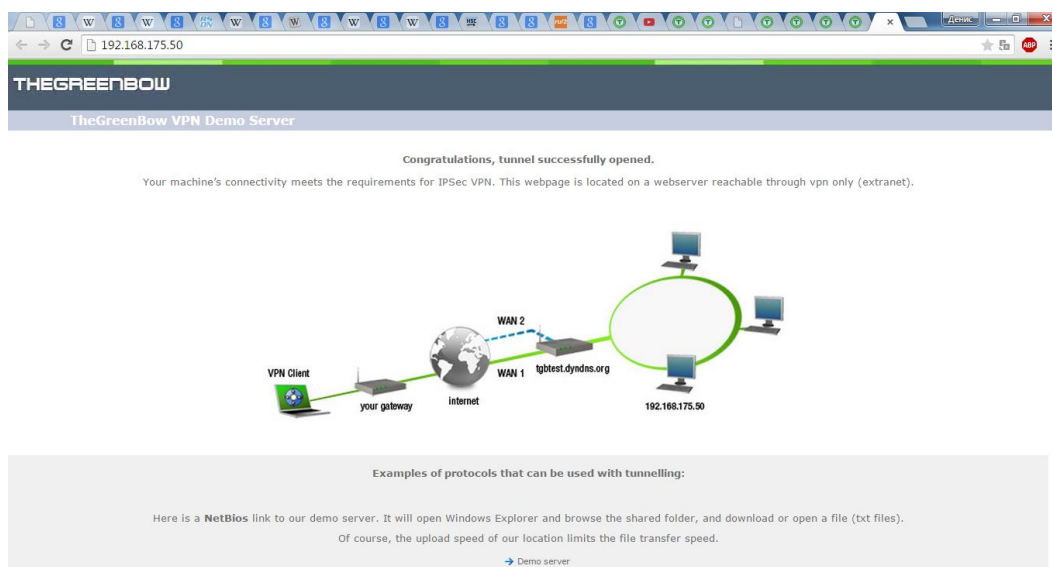 Денис
192.168.175.50
ABP
THEGREENBOW
TheGreenBow VPN Demo Server
Congratulations, tunnel successfully opened.
Your machine's connectivity meets the requirements for IPSec VPN. This webpage is located on a webserver reachable through vpn only (extranet).
WAN 2
WAN 1
tgbtest.dyndns.org
VPN Client
your gateway
internet
192.168.175.50
Examples of protocols that can be used with tunnelling:
Here is a NetBios link to our demo server. It will open Windows Explorer and browse the shared folder, and download or open a file (txt files).
Of course, the upload speed of our location limits the file transfer speed.
Demo server